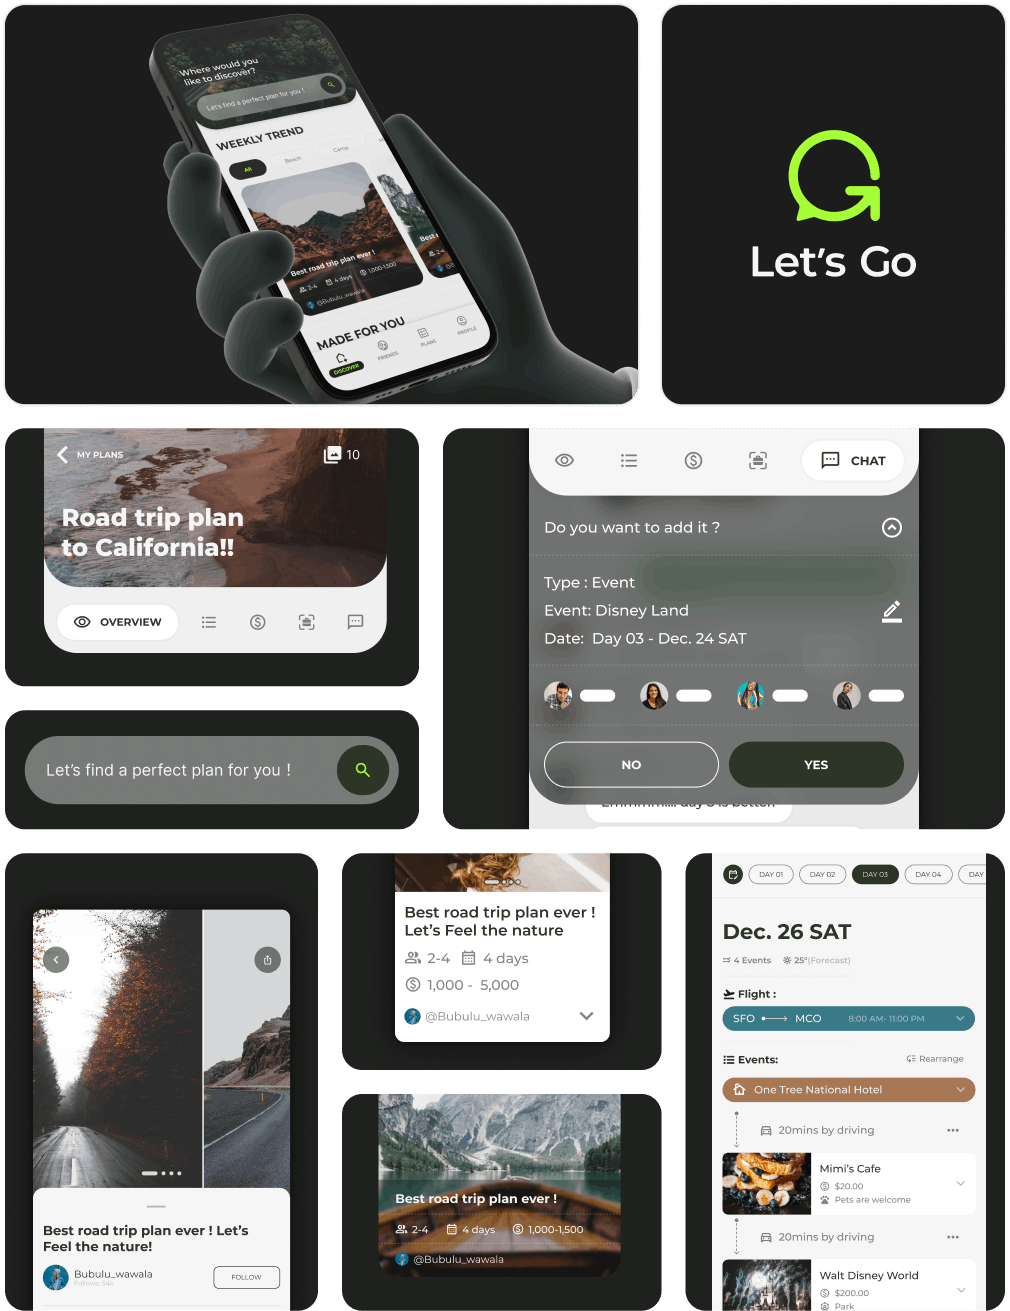 Where would you
like to discover?
Let's find a perfect plan for you !
WEEKLY TREND
All
Beach
Camp
Best road trip plan ever !
2-4
4 days
1,000-1,500
@Bubulu_wawala
Best
2-4
MADE FOR YOU
DISCOVER
FRIENDS
PLANS
PROFILE
Let's Go
MY PLANS
10
Road trip plan
to California!!
OVERVIEW
CHAT
Do you want to add it ?
Type : Event
Event: Disney Land
Date: Day 03 - Dec. 24 SAT
NO
YES
Let's find a perfect plan for you !
Best road trip plan ever ! Let's
Feel the nature!
Bubulu_wawala
Follows: 54k
FOLLOW
Best road trip plan ever !
Let's Feel the nature
2-4
4 days
1,000 - 5,000
@Bubulu_wawala
Best road trip plan ever !
2-4
4 days
1,000-1,500
@Bubulu_wawala
DAY 01
DAY 02
DAY 03
DAY 04
DAY
Dec. 26 SAT
4 Events
25°(Forecast)
Flight :
SFO
MCO
8:00 AM- 11:00 PM
Events:
Rearrange
One Tree National Hotel
20mins by driving
Mimi's Cafe
$20.00
Pets are welcome
20mins by driving
Walt Disney World
$200.00
Park